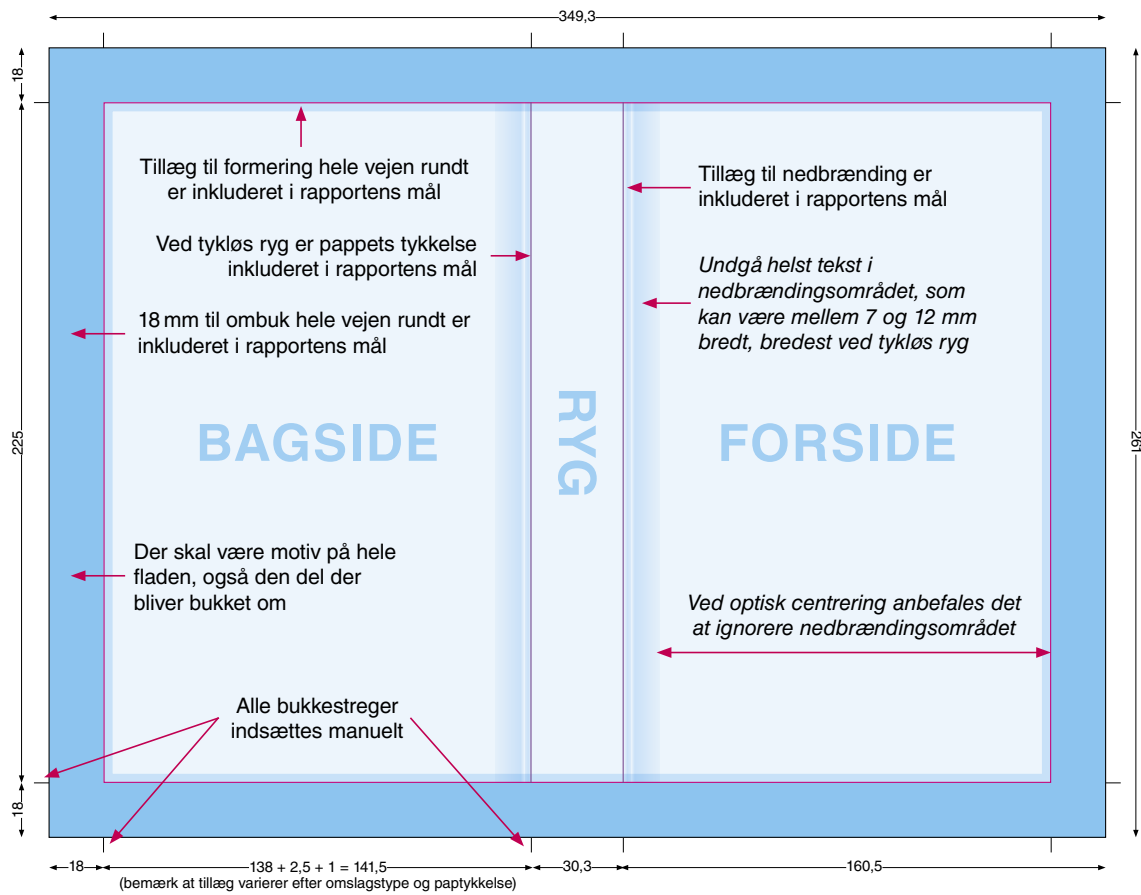 349,3
18
Tillæg til formering hele vejen rundt
er inkluderet i rapportens mål
Tillæg til nedbrænding er
inkluderet i rapportens mål
Ved tykløs ryg er pappets tykkelse
inkluderet i rapportens mål
Undgå helst tekst i
nedbrændingsområdet, som
kan være mellem 7 og 12 mm
bredt, bredest ved tykløs ryg
18 mm til ombuk hele vejen rundt er
inkluderet i rapportens mål
225
BAGSIDE
RYG
FORSIDE
261
Der skal være motiv på hele
fladen, også den del der
bliver bukket om
Ved optisk centrering anbefales det
at ignorere nedbrændingsområdet
Alle bukkestreger
indsættes manuelt
18
18
138 + 2,5 + 1 = 141,5
30,3
160,5
(bemærk at tillæg varierer efter omslagstype og paptykkelse)